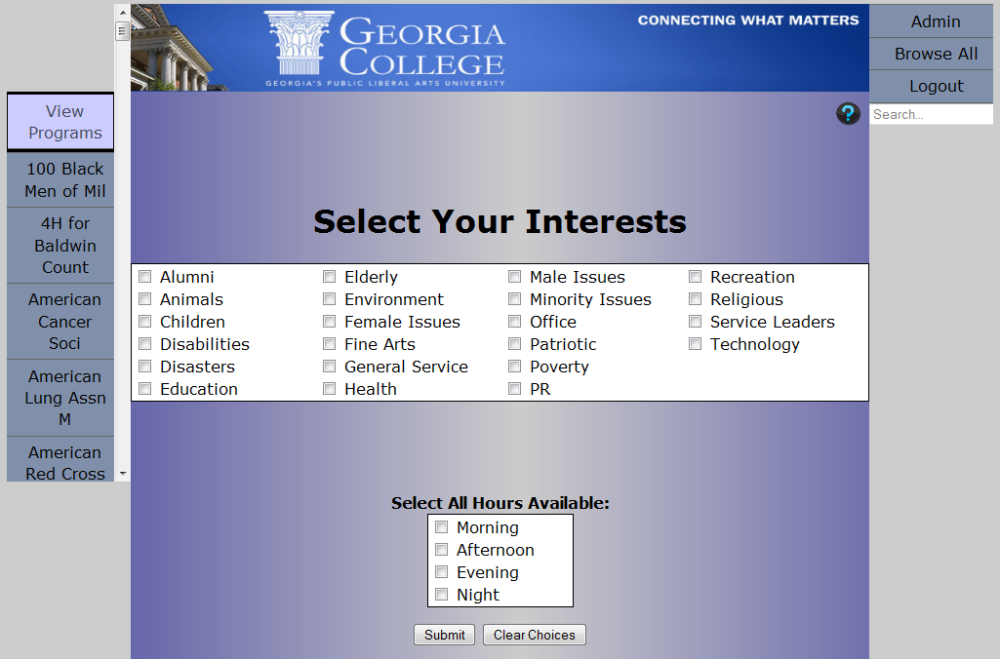 GEORGIA
COLLEGE
GEORGIA'S PUBLIC LIBERAL ARTS UNIVERSITY
CONNECTING WHAT MATTERS
Admin
Browse All
Logout
Search...
?
View
Programs
100 Black
Men of Mil
4H for
Baldwin
Count
American
Cancer
Soci
American
Lung Assn
M
American
Red Cross
Select Your Interests
Alumni
Animals
Children
Disabilities
Disasters
Education
Elderly
Environment
Female Issues
Fine Arts
General Service
Health
Male Issues
Minority Issues
Office
Patriotic
Poverty
PR
Recreation
Religious
Service Leaders
Technology
Select All Hours Available:
Morning
Afternoon
Evening
Night
Submit
Clear Choices